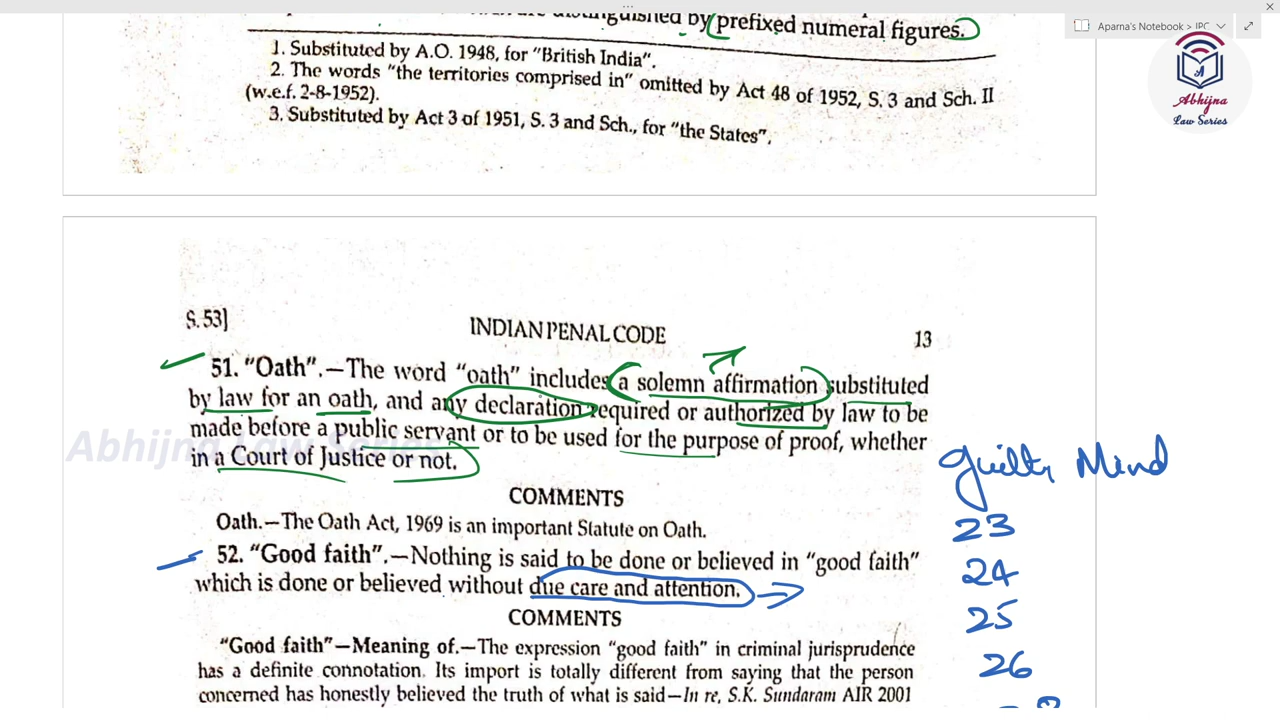 by prefixed numeral figures.
Aparna's Notebook > IPC
1. Substituted by A.O. 1948, for "British India".
2. The words "the territories comprised in" omitted by Act 48 of 1952, S. 3 and Sch. II
(w.e.f. 2-8-1952).
3. Substituted by Act 3 of 1951, S. 3 and Sch., for "the States",
A
Abhijna
Law Series
S. 53]
INDIAN PENAL CODE
13
51. "Oath".—The word "oath" includes a solemn affirmation substituted
by law for an oath, and any declaration required or authorized by law to be
made before a public servant or to be used for the purpose of proof, whether
in a Court of Justice or not.
Abhijna Law Series
guilty Mind
COMMENTS
Oath.—The Oath Act, 1969 is an important Statute on Oath.
23
52. "Good faith".—Nothing is said to be done or believed in "good faith"
which is done or believed without due care and attention.
24
COMMENTS
25
"Good faith"—Meaning of.—The expression "good faith" in criminal jurisprudence
has a definite connotation. Its import is totally different from saying that the person
26
concerned has honestly believed the truth of what is said—In re, S.K. Sundaram AIR 2001